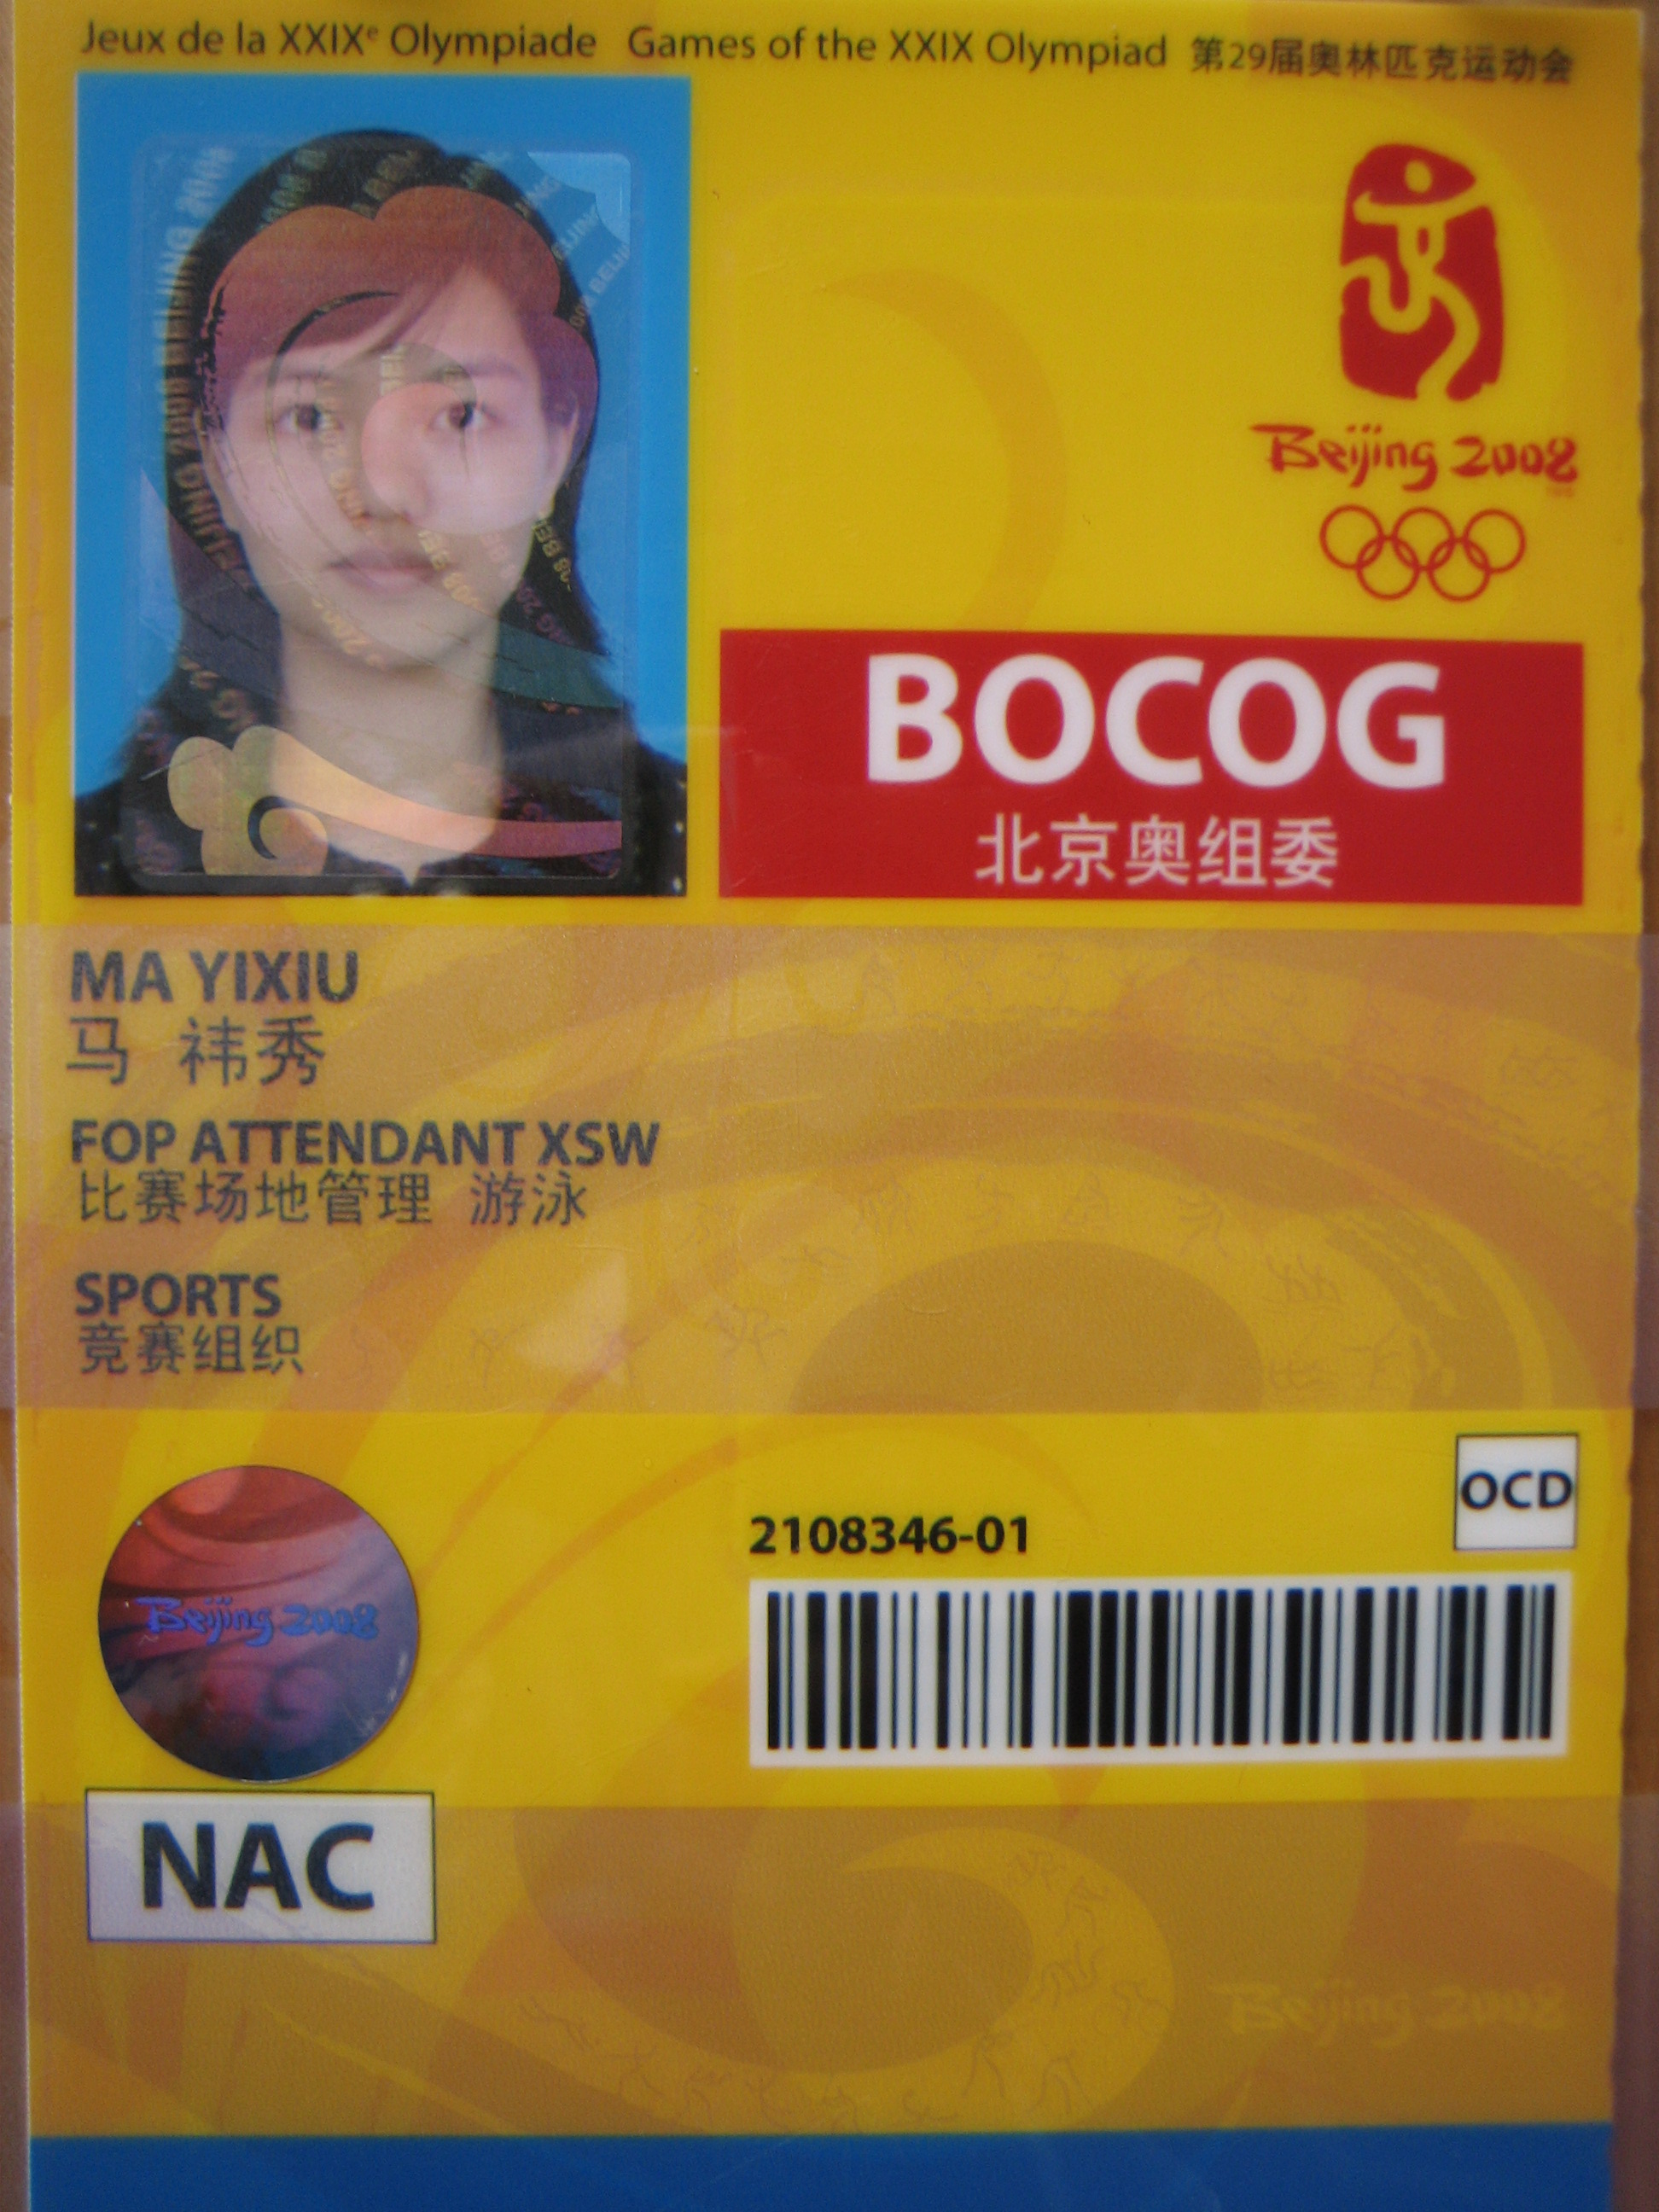 Jeux de la XXIXe Olympiade Games of the XXIX Olympiad 第29届奥林匹克运动会
Beijing 2008
BOCOG
北京奥组委
MA YIXIU
马 祎秀
FOP ATTENDANT XSW
比赛场地管理 游泳
SPORTS
竞赛组织
OCD
2108346-01
Beijing 2008
NAC
Beijing 2008